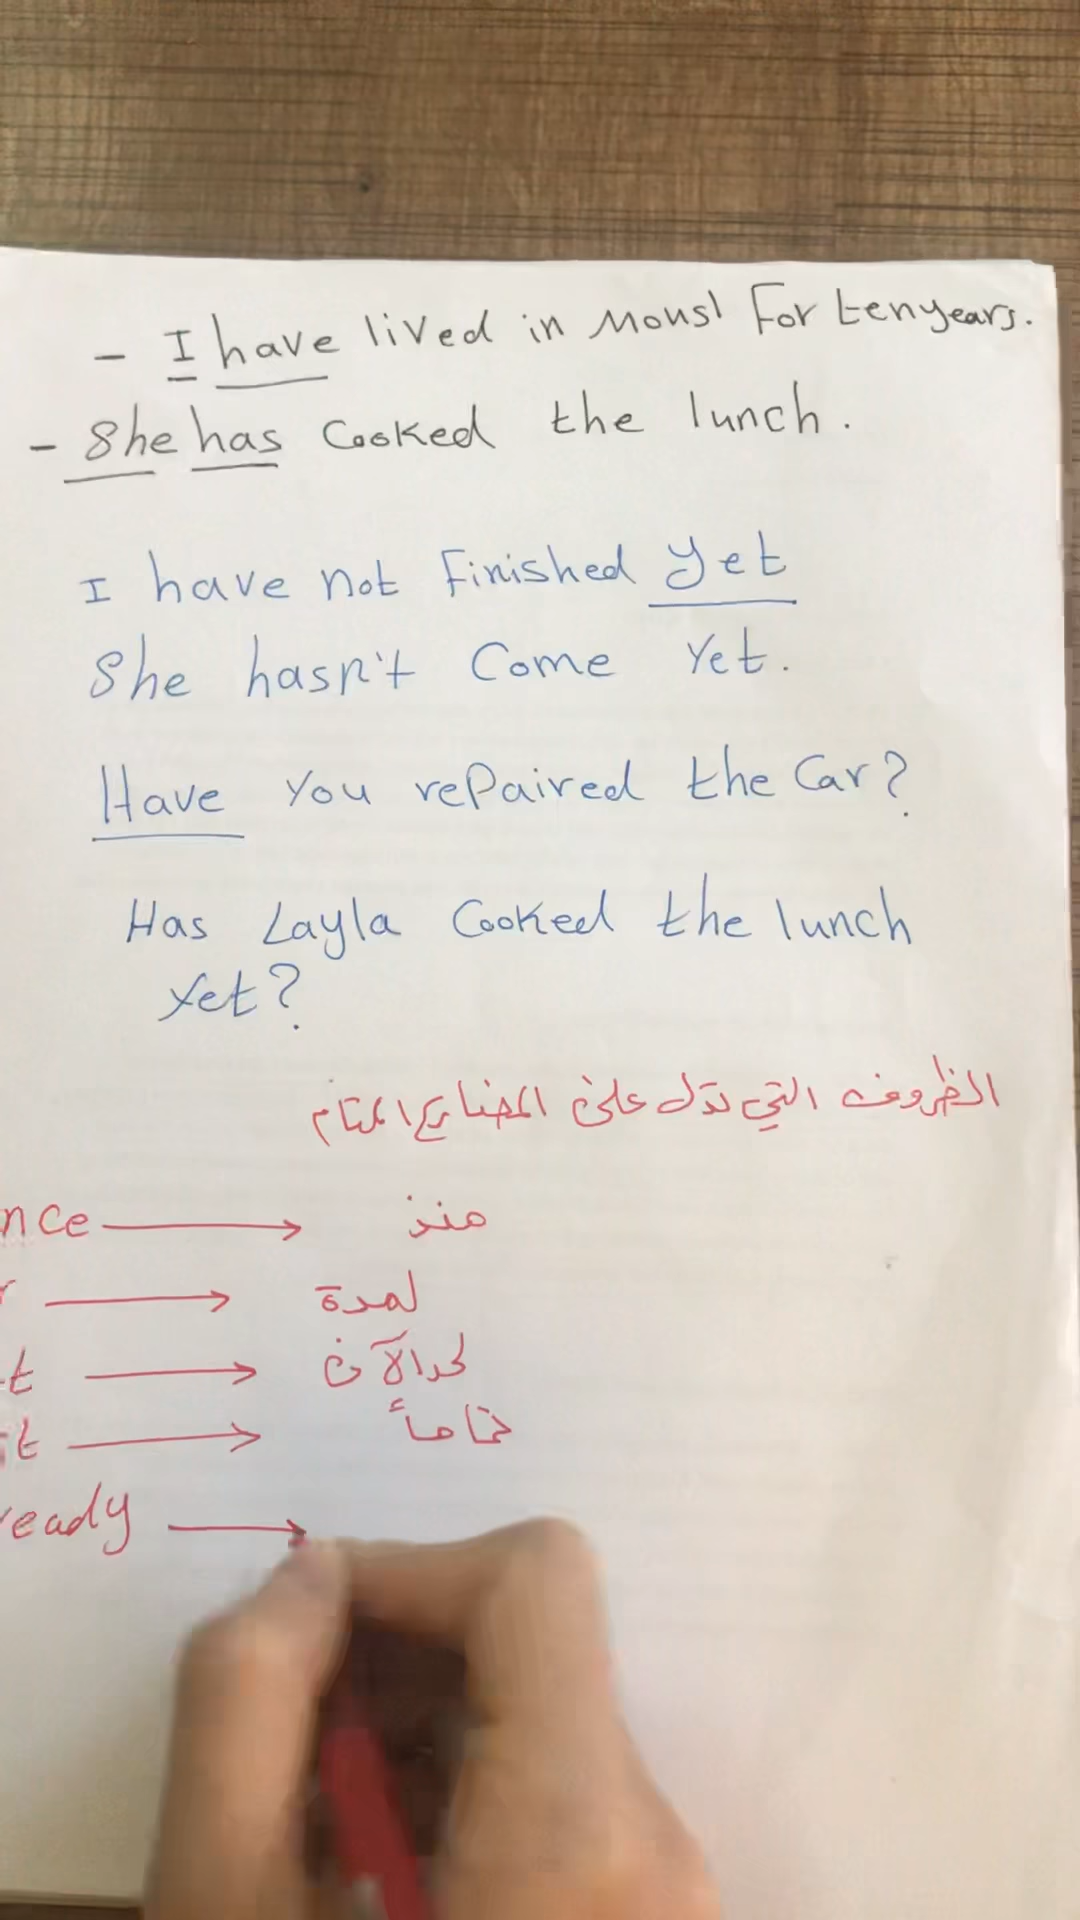 - I have lived in Mousl For ten years.
- She has Cooked the lunch.
I have not Finished yet
She hasn't Come Yet.
Have You rePaired the Car?
Has Layla Cooked the lunch
Yet?
الظروف التي تدل على المضارع التام
nce → منذ
r → لمدة
t → لحد الآن
t → تماماً
ready →